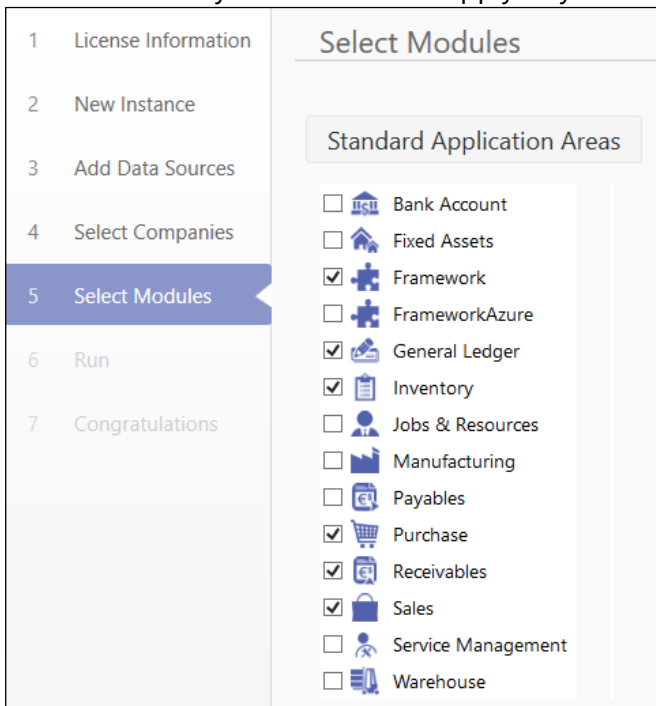 1 License Information
2 New Instance
3 Add Data Sources
4 Select Companies
5 Select Modules
6 Run
7 Congratulations
Select Modules
Standard Application Areas
Bank Account
Fixed Assets
Framework
FrameworkAzure
General Ledger
Inventory
Jobs & Resources
Manufacturing
Payables
Purchase
Receivables
Sales
Service Management
Warehouse